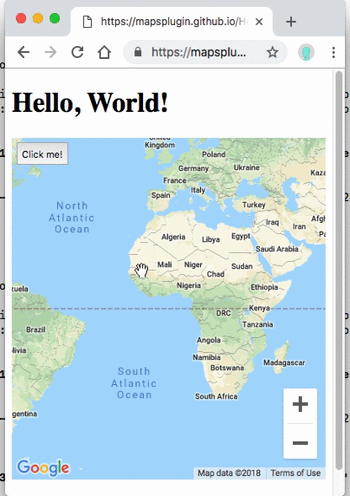 https://mapsplugin.github.io/H
https://mapsplu...
Hello, World!
Click me!
United
Kingdom
Poland
Germany
Ukraine
Kaza
France
Italy
Spain
Turkey
North
Atlantic
Ocean
Iraq
Iran
Afgh
Algeria
Libya
Egypt
Saudi Arabia
Mali
Niger
Chad
Sudan
Nigeria
Ethiopia
zuela
DRC
Kenya
Tanzania
Brazil
Angola
livia
Namibia
Botswana
Madagascar
South
Atlantic
Ocean
South Africa
gentina
Google
Map data ©2018
Terms of Use